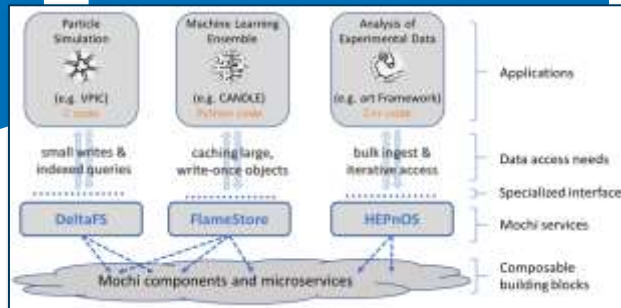 Particle
Simulation
(e.g. VPIC)
C code
Machine Learning
Ensemble
(e.g. CANDLE)
Python code
Analysis of
Experimental Data
(e.g. art Framework)
C++ code
Applications
small writes &
indexed queries
caching large,
write-once objects
bulk ingest &
iterative access
Data access needs
Specialized interface
DeltaFS
FlameStore
HEPnOS
Mochi services
Mochi components and microservices
Composable
building blocks